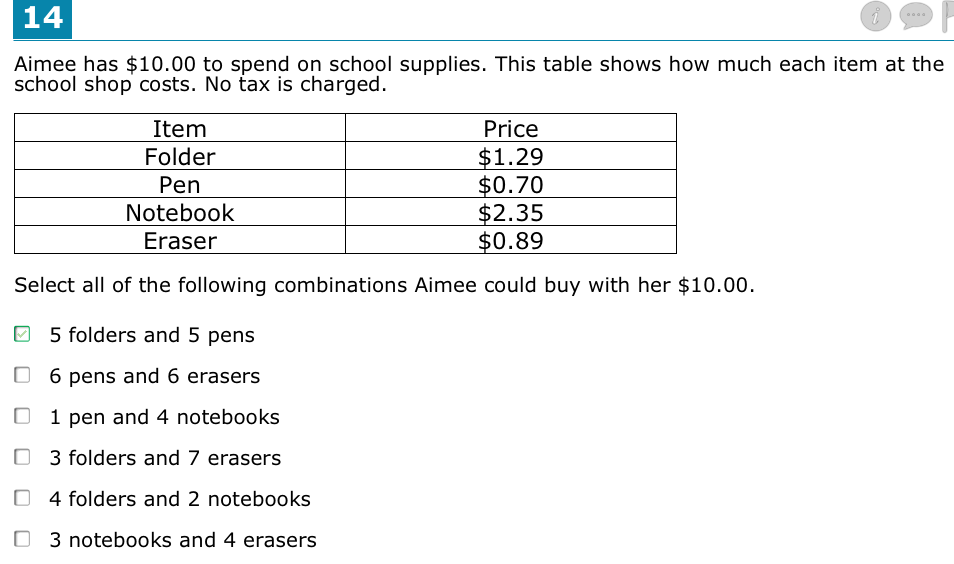 14
Aimee has $10.00 to spend on school supplies. This table shows how much each item at the
school shop costs. No tax is charged.
Item Price
Folder $1.29
Pen $0.70
Notebook $2.35
Eraser $0.89
Select all of the following combinations Aimee could buy with her $10.00.
5 folders and 5 pens
6 pens and 6 erasers
1 pen and 4 notebooks
3 folders and 7 erasers
4 folders and 2 notebooks
3 notebooks and 4 erasers